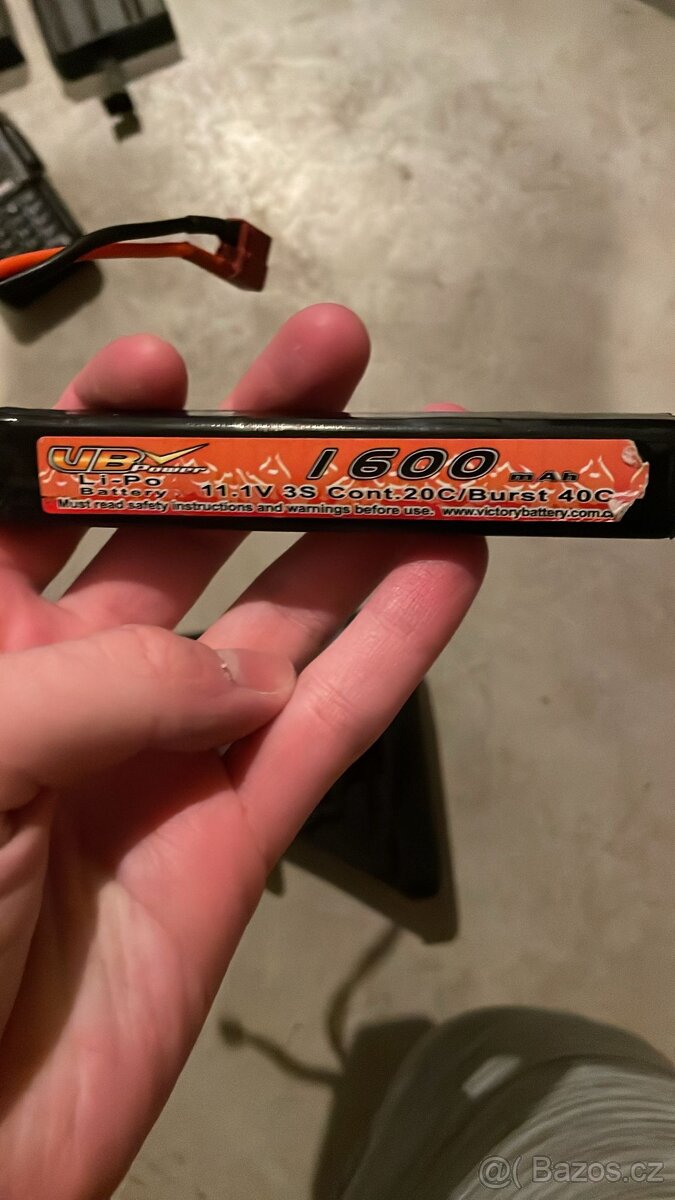 VB Power 1600 mAh
Li-Po
Battery 11.1V 3S Cont.20C/Burst 40C
Must read safety instructions and warnings before use. www.victorybattery.com.c
@( Bazos.cz